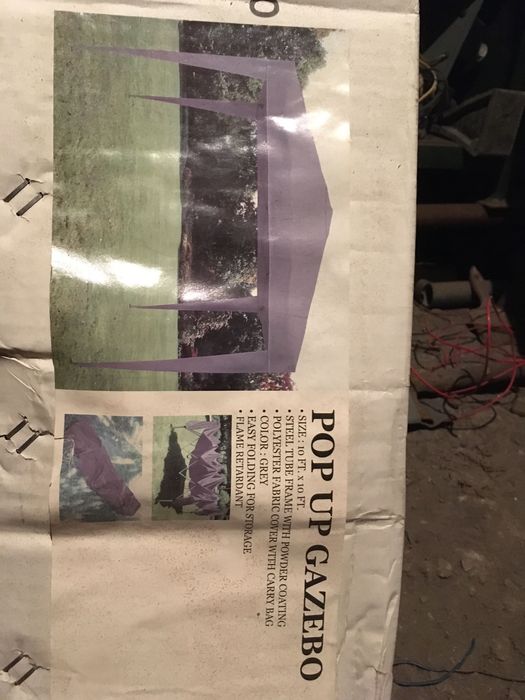 POP UP GAZEBO
• SIZE : 10 FT. x 10 FT.
• STEEL TUBE FRAME WITH POWDER COATING
• POLYESTER FABRIC COVER WITH CARRY BAG
• COLOR : GREY
• EASY FOLDING FOR STORAGE
• FLAME RETARDANT